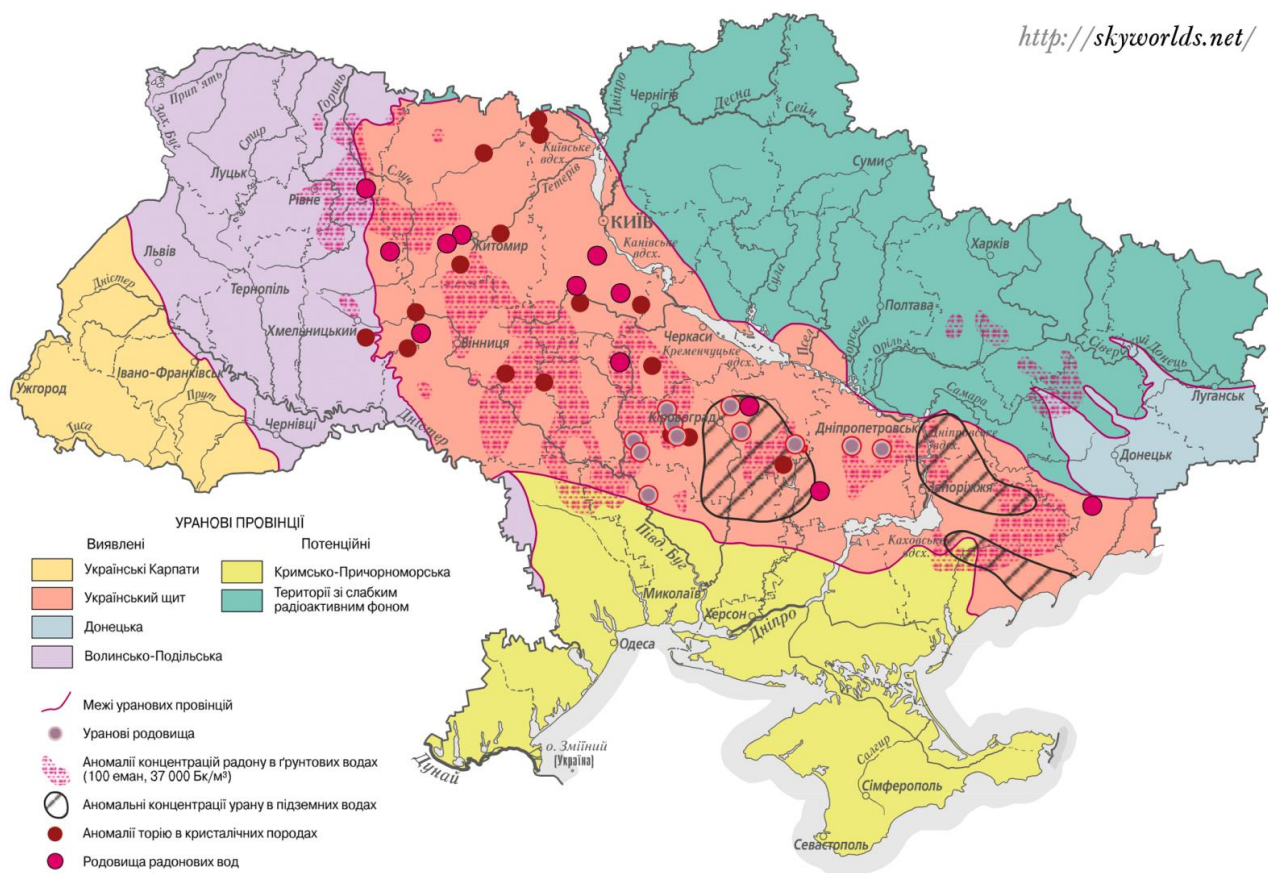 http://skyworlds.net/
Прип'ять
Зах. Буг
Стир
Горинь
Луцьк
Рівне
Случ
Львів
Тернопіль
Хмельницький
Дністер
Івано-Франківськ
Ужгород
Тиса
Прут
Чернівці
Дністер
Київське
вдсх.
Тетерів
Житомир
КИЇВ
Канівське
вдсх.
Вінниця
Черкаси
Кременчуцьке
вдсх.
Кіровоград
Дніпро
Чернігів
Десна
Сейм
Суми
Сула
Псел
Ворскла
Харків
Полтава
Оріль
Самара
Сіверський Донець
Луганськ
Донецьк
Дніпропетровськ
Дніпровське
вдсх.
Запоріжжя
Каховське
вдсх.
Півд. Буг
Миколаїв
Херсон
Дніпро
Одеса
Дунай
о. Зміїний
(Україна)
Салгир
Сімферополь
Севастополь
УРАНОВІ ПРОВІНЦІЇ
Виявлені
Потенційні
Українські Карпати
Український щит
Донецька
Волинсько-Подільська
Кримсько-Причорноморська
Території зі слабким
радіоактивним фоном
Межі уранових провінцій
Уранові родовища
Аномалії концентрацій радону в ґрунтових водах
(100 еман, 37 000 Бк/м³)
Аномальні концентрації урану в підземних водах
Аномалії торію в кристалічних породах
Родовища радонових вод